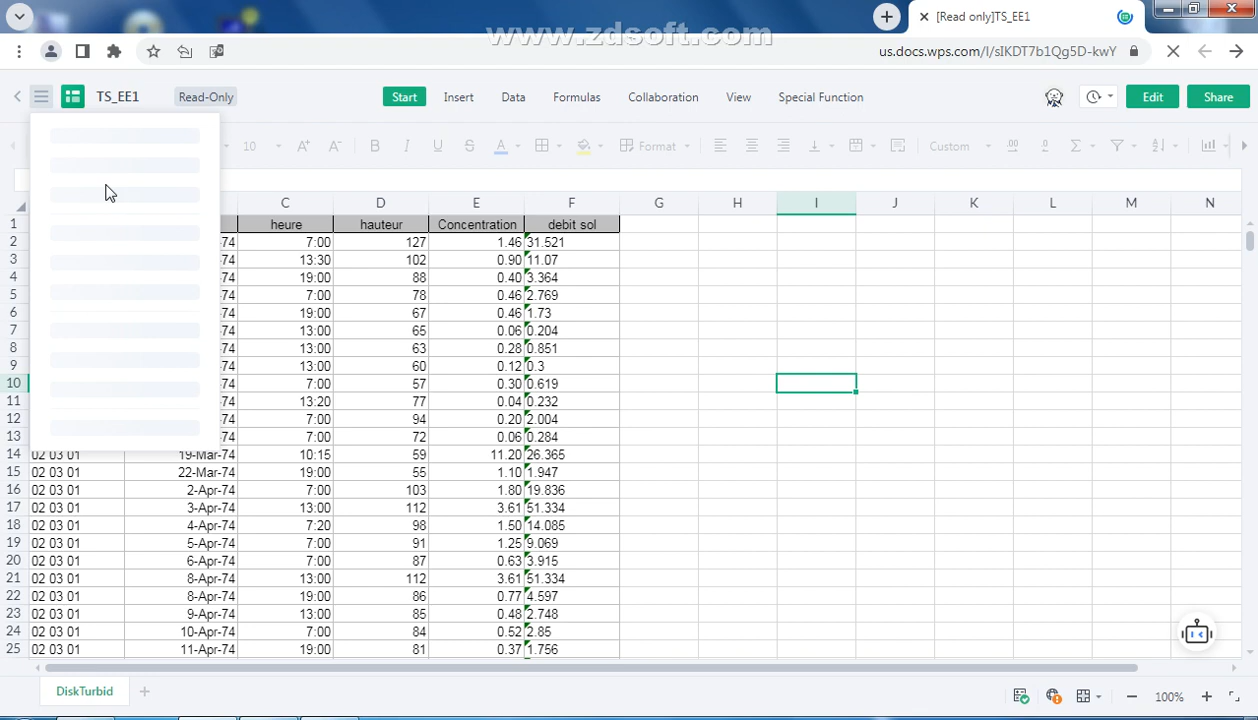 [Read only]TS_EE1
www.zdsoft.com
us.docs.wps.com/l/sIKDT7b1Qg5D-kwY
TS_EE1 Read-Only Start Insert Data Formulas Collaboration View Special Function Edit Share
10 B I U S A Format Custom
C D E F G H I J K L M N
1 heure hauteur Concentration debit sol
2 -74 7:00 127 1.46 31.521
3 -74 13:30 102 0.90 11.07
4 -74 19:00 88 0.40 3.364
5 -74 7:00 78 0.46 2.769
6 -74 19:00 67 0.46 1.73
7 -74 13:00 65 0.06 0.204
8 -74 13:00 63 0.28 0.851
9 -74 13:00 60 0.12 0.3
10 -74 7:00 57 0.30 0.619
11 -74 13:20 77 0.04 0.232
12 -74 7:00 94 0.20 2.004
13 -74 7:00 72 0.06 0.284
14 02 03 01 19-Mar-74 10:15 59 11.20 26.365
15 02 03 01 22-Mar-74 19:00 55 1.10 1.947
16 02 03 01 2-Apr-74 7:00 103 1.80 19.836
17 02 03 01 3-Apr-74 13:00 112 3.61 51.334
18 02 03 01 4-Apr-74 7:20 98 1.50 14.085
19 02 03 01 5-Apr-74 7:00 91 1.25 9.069
20 02 03 01 6-Apr-74 7:00 87 0.63 3.915
21 02 03 01 8-Apr-74 13:00 112 3.61 51.334
22 02 03 01 8-Apr-74 19:00 86 0.77 4.597
23 02 03 01 9-Apr-74 13:00 85 0.48 2.748
24 02 03 01 10-Apr-74 7:00 84 0.52 2.85
25 02 03 01 11-Apr-74 19:00 81 0.37 1.756
DiskTurbid 100%